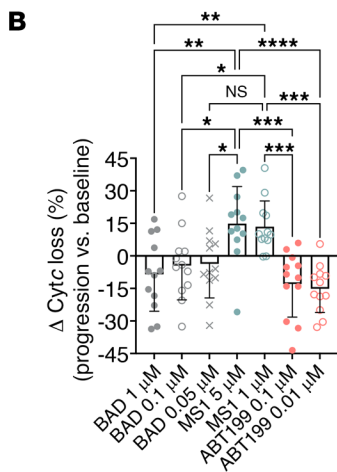 B
**
** ****
*
NS ***
* ***
* ***
Δ Cytc loss (%)
(progression vs. baseline)
45
30
15
0
-15
-30
-45
BAD 1 μM
BAD 0.1 μM
BAD 0.05 μM
MS1 5 μM
MS1 1 μM
ABT199 0.1 μM
ABT199 0.01 μM